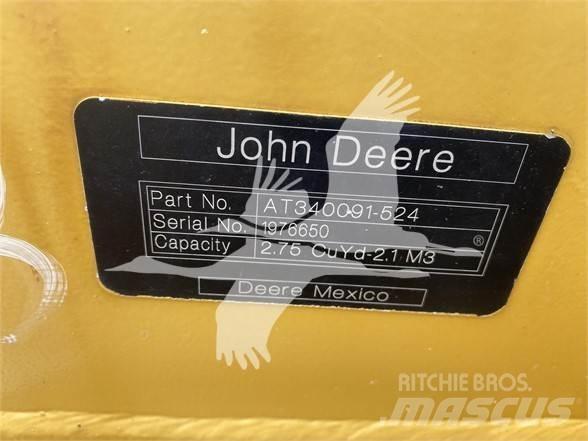 John Deere
Part No. AT340091-524
Serial No. 1976650
Capacity 2.75 CuYd-2.1 M3
®
Deere Mexico
RITCHIE BROS.
MASCUS